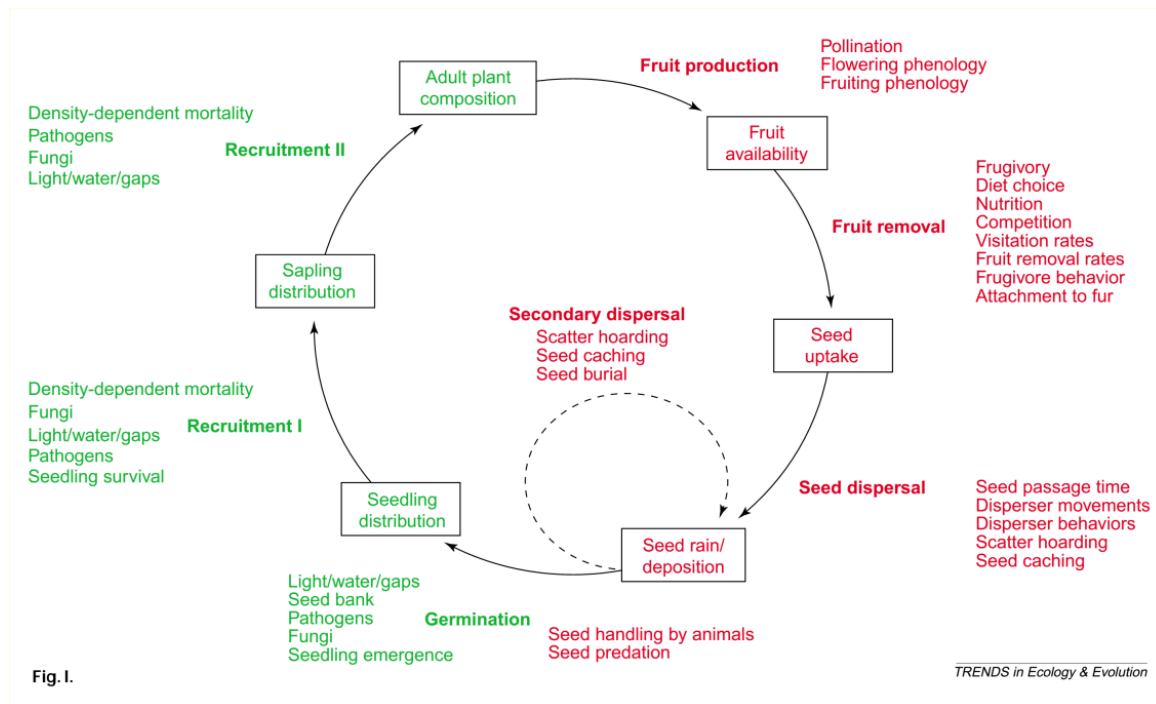 Adult plant
composition
Fruit production
Pollination
Flowering phenology
Fruiting phenology
Fruit
availability
Fruit removal
Frugivory
Diet choice
Nutrition
Competition
Visitation rates
Fruit removal rates
Frugivore behavior
Attachment to fur
Seed
uptake
Seed dispersal
Seed passage time
Disperser movements
Disperser behaviors
Scatter hoarding
Seed caching
Seed rain/
deposition
Secondary dispersal
Scatter hoarding
Seed caching
Seed burial
Germination
Light/water/gaps
Seed bank
Pathogens
Fungi
Seedling emergence
Seed handling by animals
Seed predation
Seedling
distribution
Recruitment I
Density-dependent mortality
Fungi
Light/water/gaps
Pathogens
Seedling survival
Sapling
distribution
Recruitment II
Density-dependent mortality
Pathogens
Fungi
Light/water/gaps
Fig. I.
TRENDS in Ecology & Evolution